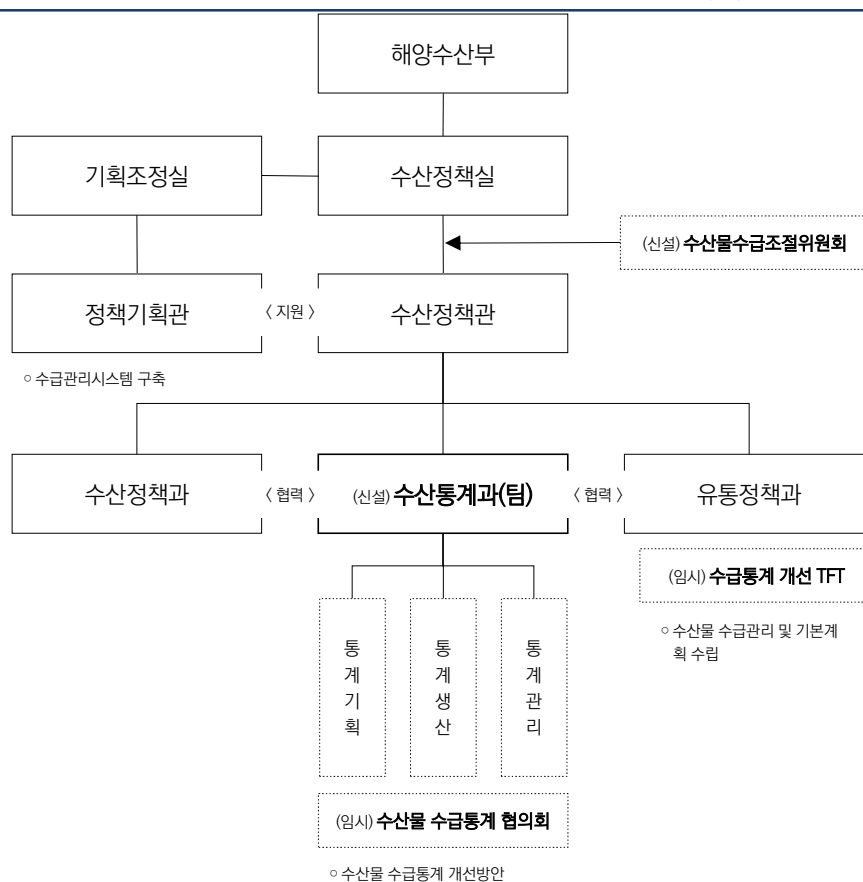 해양수산부
기획조정실
수산정책실
(신설) 수산물수급조절위원회
정책기획관
〈 지원 〉
수산정책관
○ 수급관리시스템 구축
수산정책과
〈 협력 〉
(신설) 수산통계과(팀)
〈 협력 〉
유통정책과
(임시) 수급통계 개선 TFT
○ 수산물 수급관리 및 기본계
획 수립
통계기획
통계생산
통계관리
(임시) 수산물 수급통계 협의회
○ 수산물 수급통계 개선방안